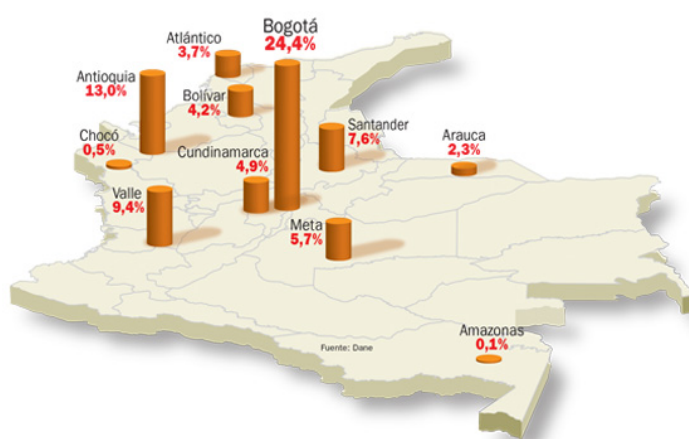 Bogotá
24,4%
Atlántico
3,7%
Antioquia
13,0%
Bolívar
4,2%
Santander
7,6%
Arauca
2,3%
Chocó
0,5%
Cundinamarca
4,9%
Valle
9,4%
Meta
5,7%
Amazonas
0,1%
Fuente: Dane